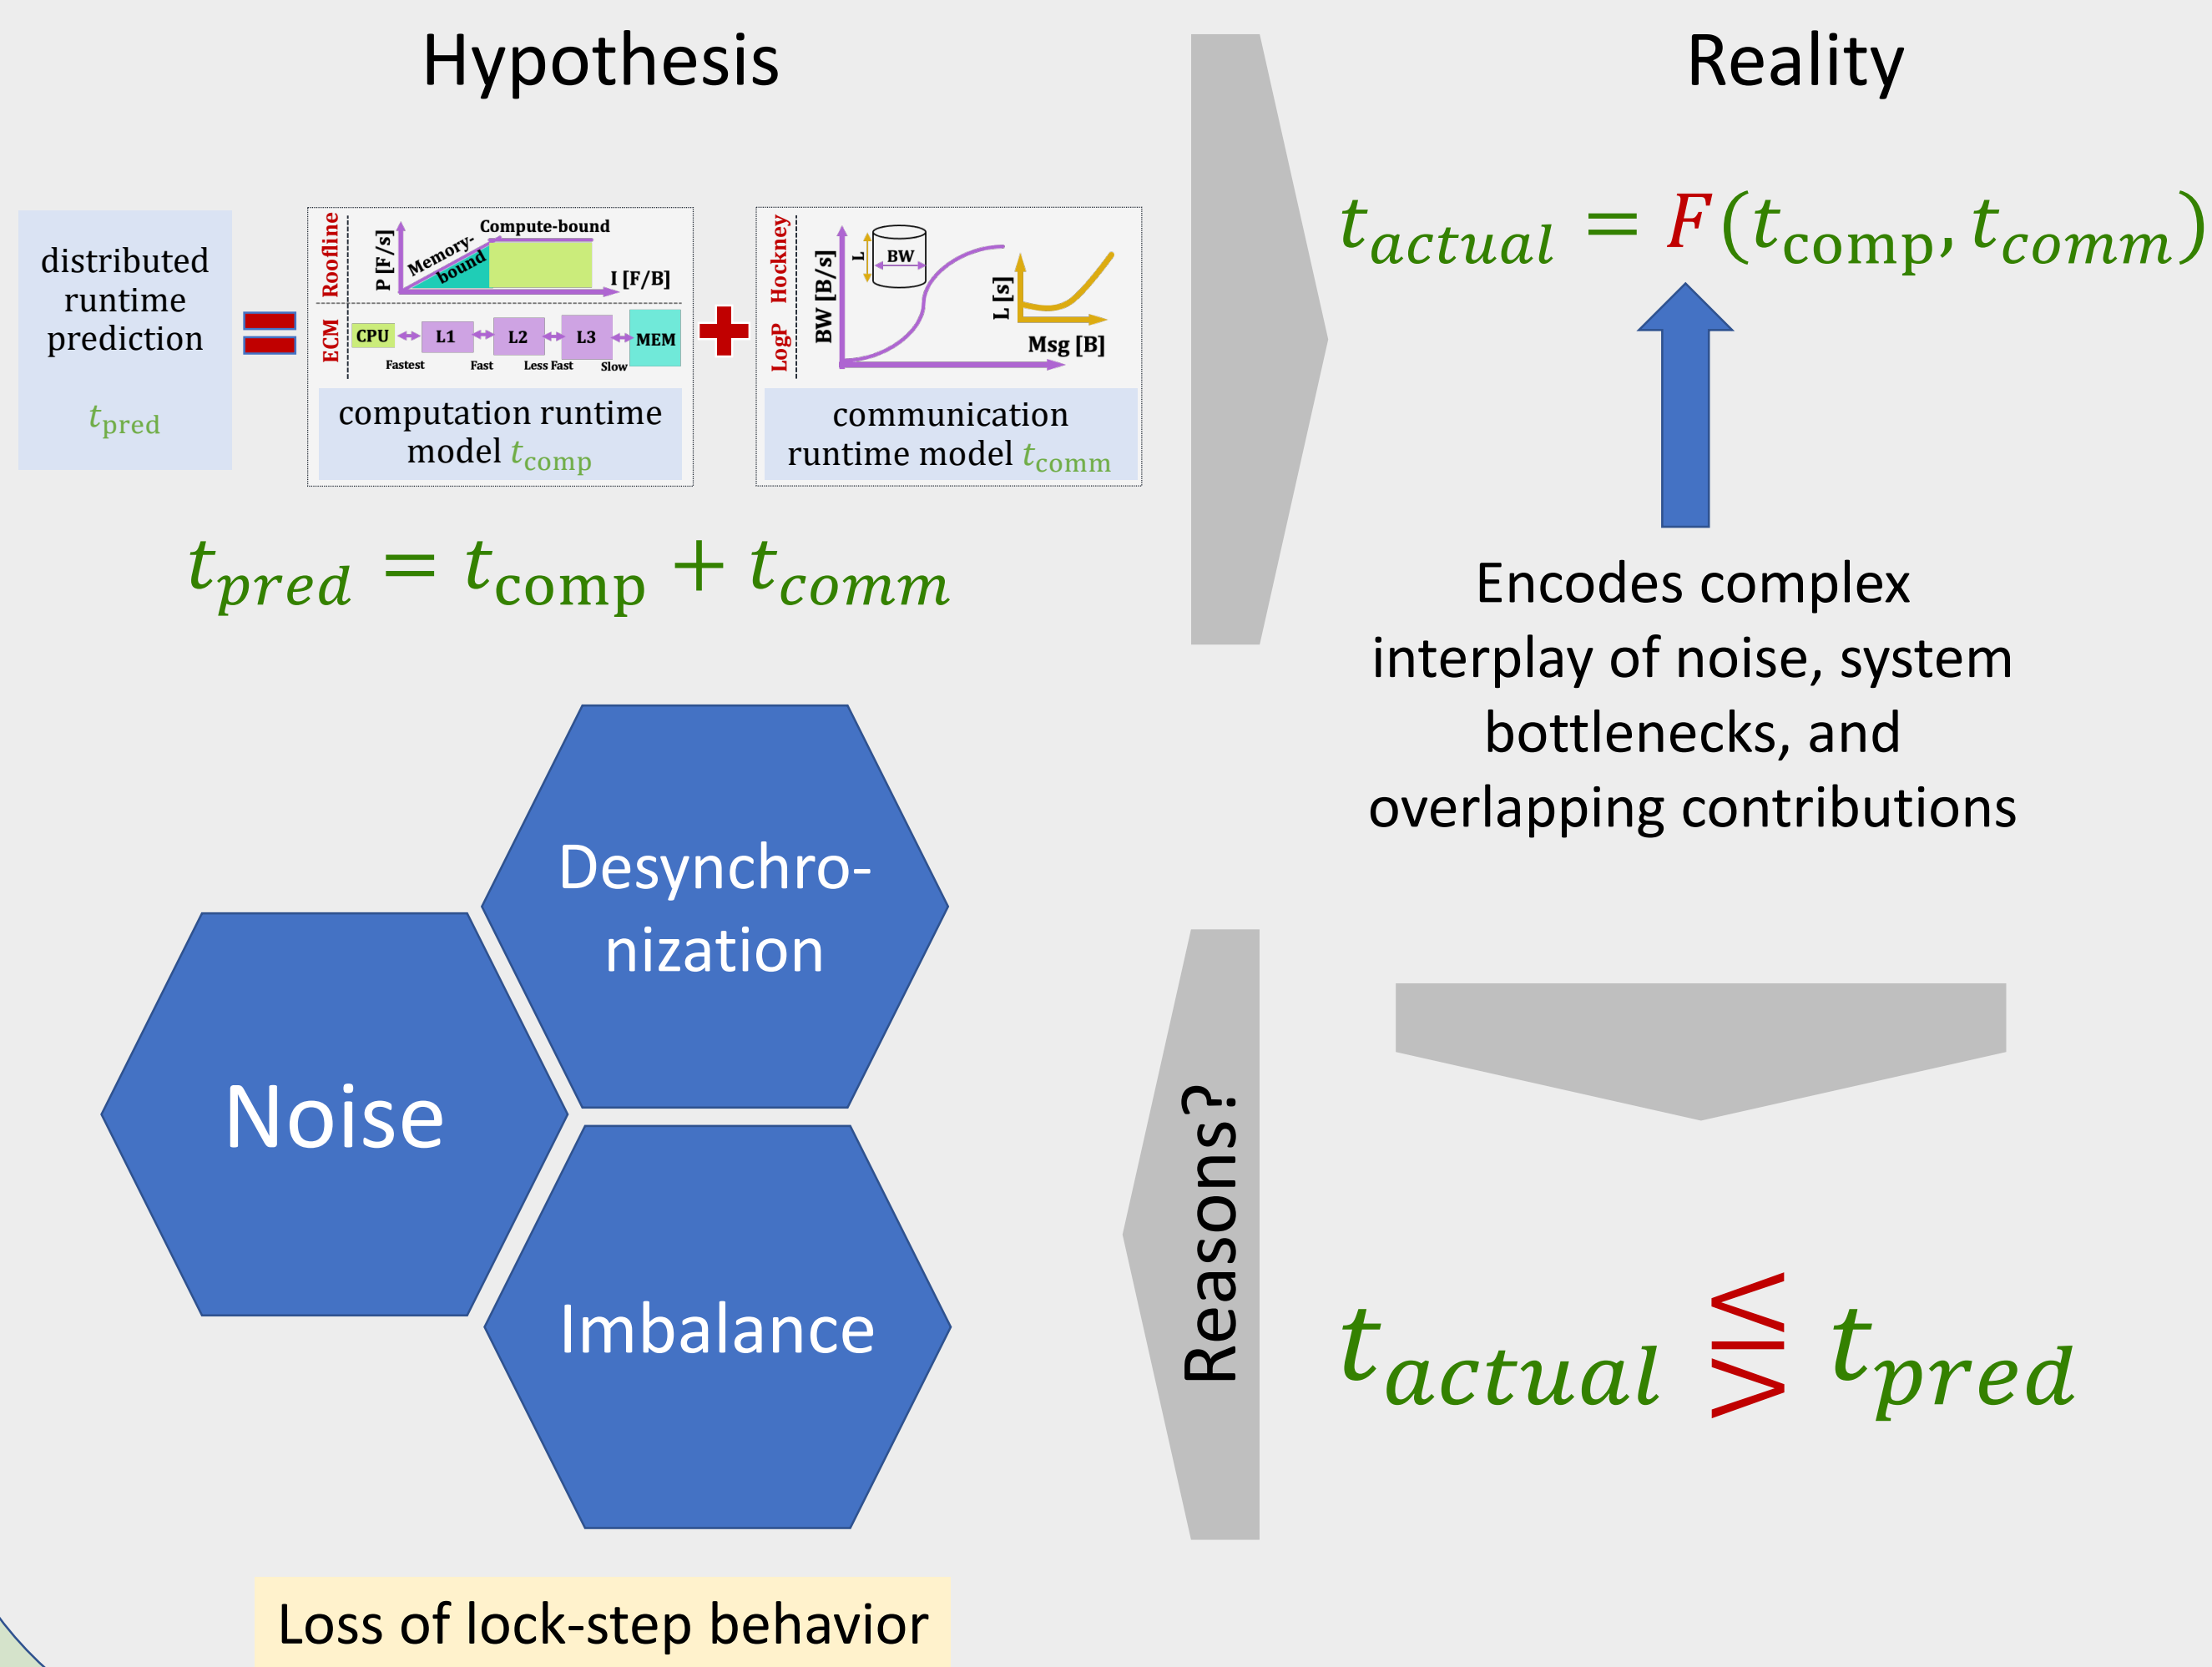 Hypothesis
Reality
distributed
runtime
prediction
t_pred
=
Roofline
P [F/s]
Memory-
bound
Compute-bound
I [F/B]
ECM
CPU
L1
L2
L3
MEM
Fastest
Fast
Less Fast
Slow
computation runtime
model t_comp
+
Hockney
LogP
BW [B/s]
L
BW
L [s]
Msg [B]
communication
runtime model t_comm
t_pred = t_comp + t_comm
t_actual = F(t_comp, t_comm)
Encodes complex
interplay of noise, system
bottlenecks, and
overlapping contributions
t_actual ⪋ t_pred
Reasons?
Desynchro-
nization
Noise
Imbalance
Loss of lock-step behavior